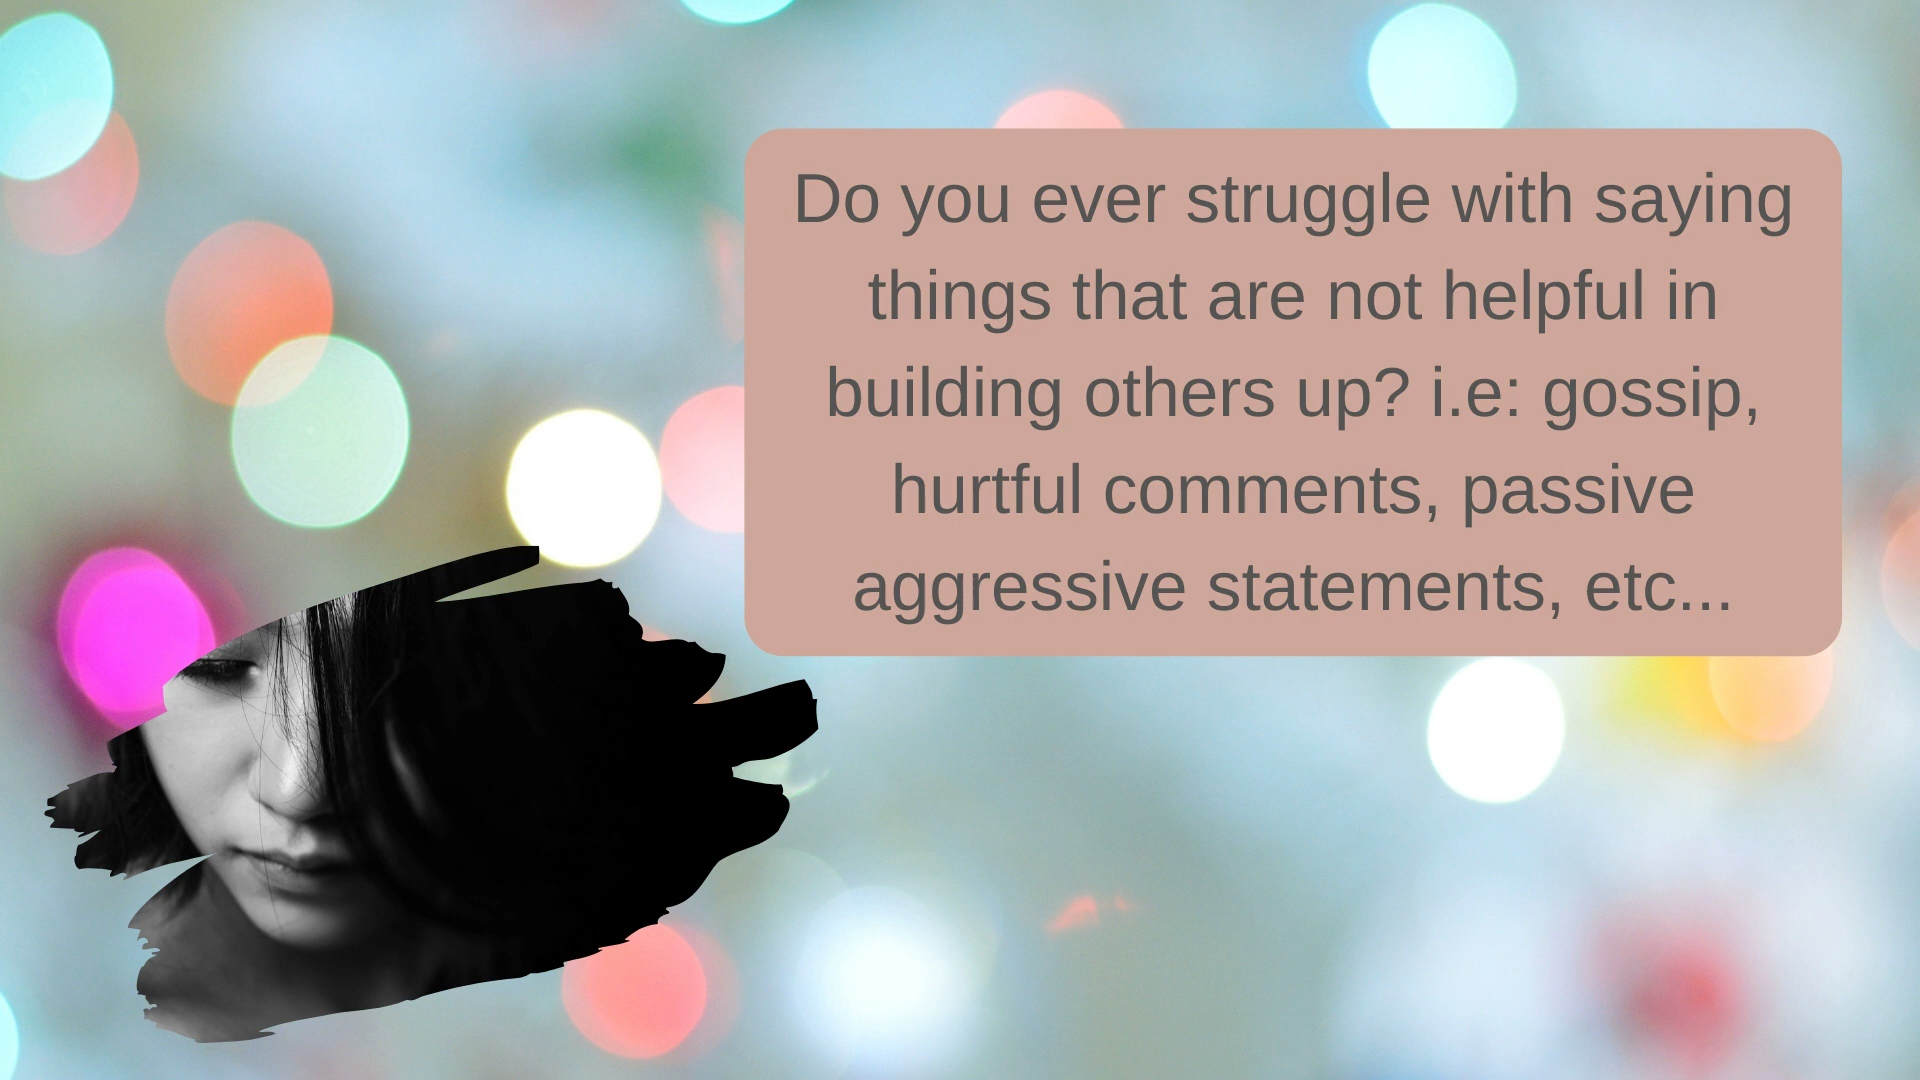 Do you ever struggle with saying
things that are not helpful in
building others up? i.e: gossip,
hurtful comments, passive
aggressive statements, etc...